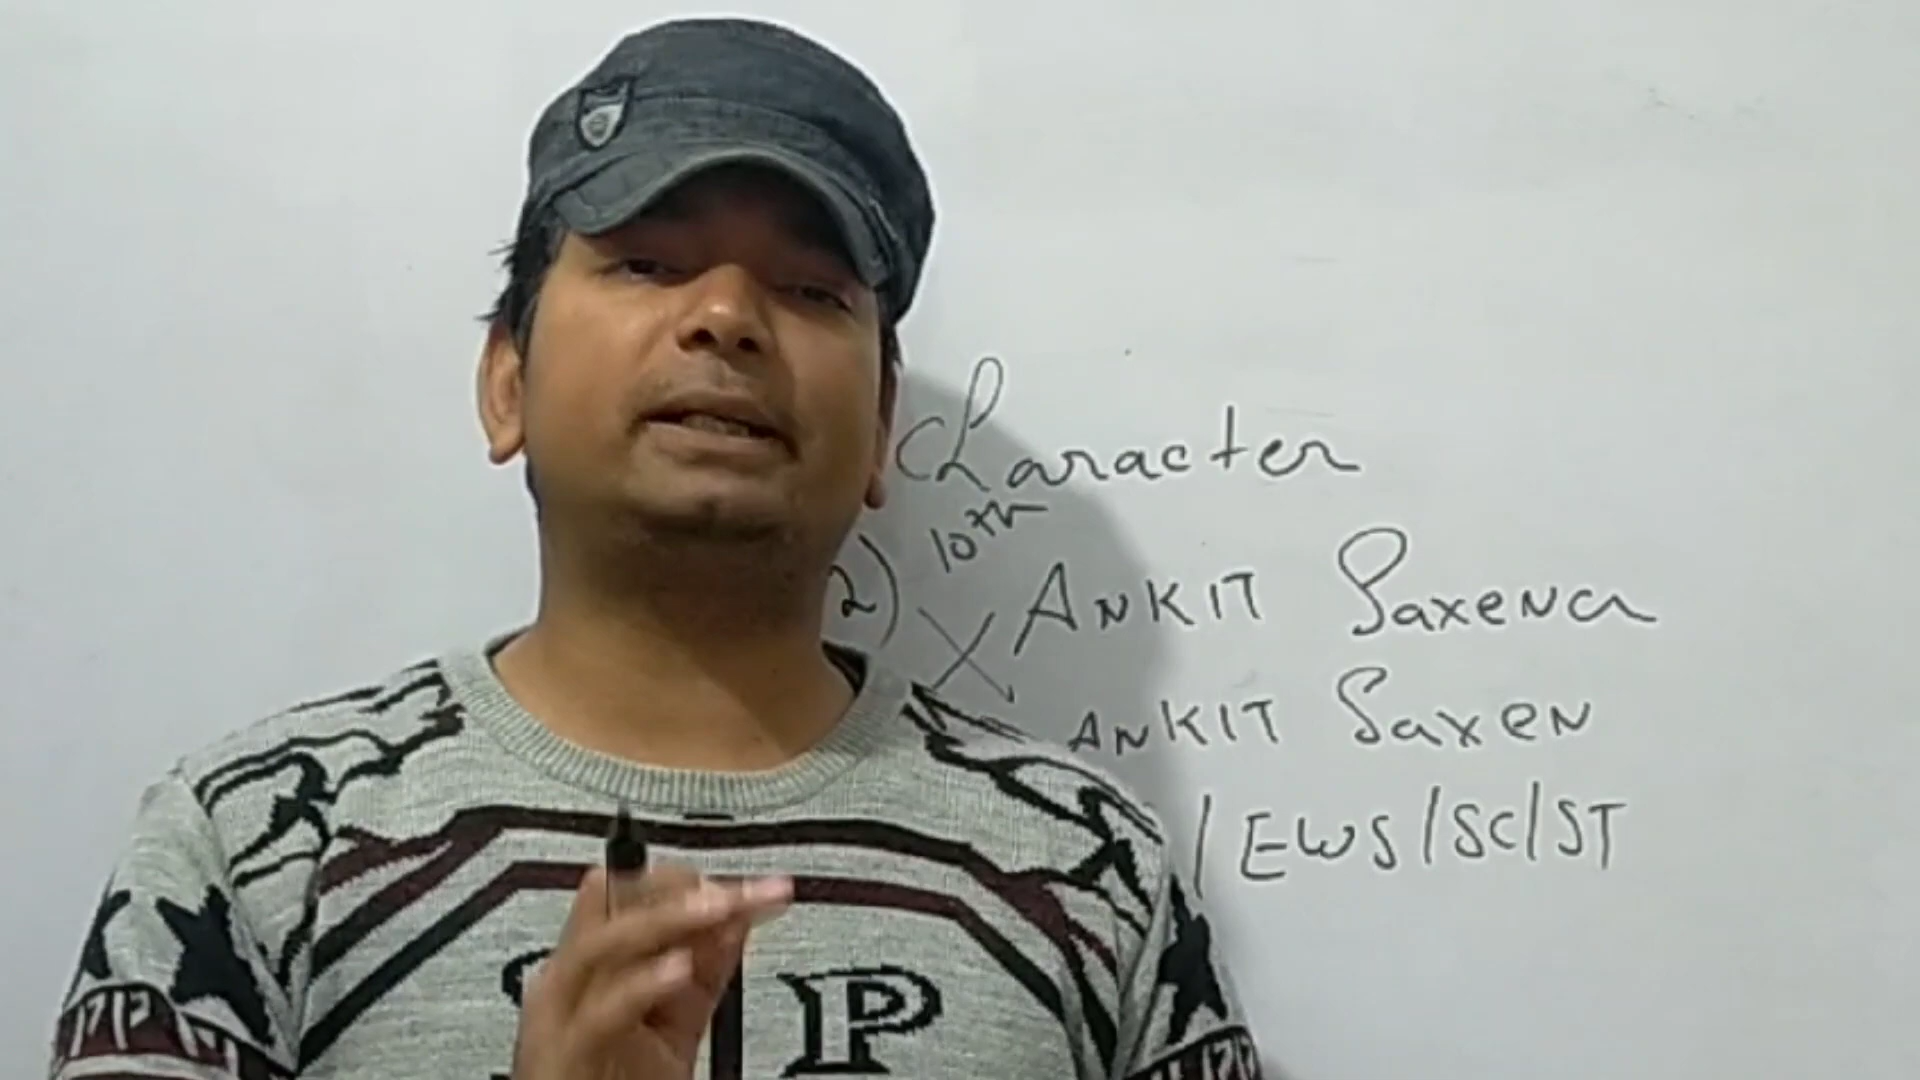 Character
10th
2) X ANKIT SaxeNa
ANKIT SaxeN
/EWS/SC/ST
P